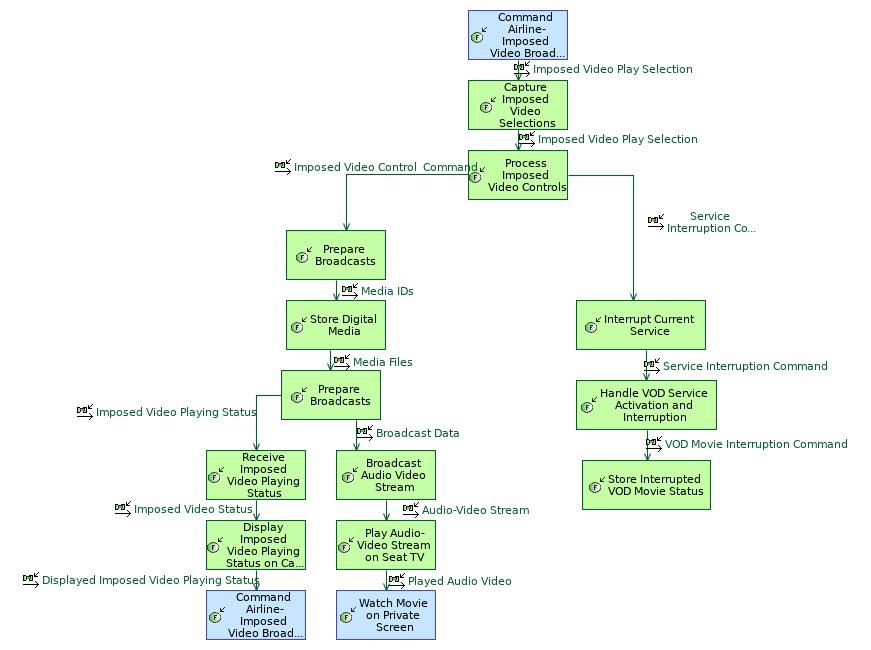 Command
Airline-
Imposed
Video Broad...
Imposed Video Play Selection
Capture
Imposed
Video
Selections
Imposed Video Play Selection
Imposed Video Control  Command
Process
Imposed
Video Controls
Service
Interruption Co...
Prepare
Broadcasts
Media IDs
Store Digital
Media
Interrupt Current
Service
Media Files
Service Interruption Command
Prepare
Broadcasts
Handle VOD Service
Activation and
Interruption
Imposed Video Playing Status
Broadcast Data
VOD Movie Interruption Command
Receive
Imposed
Video Playing
Status
Broadcast
Audio Video
Stream
Store Interrupted
VOD Movie Status
Imposed Video Status
Audio-Video Stream
Display
Imposed
Video Playing
Status on Ca...
Play Audio-
Video Stream
on Seat TV
Displayed Imposed Video Playing Status
Played Audio Video
Command
Airline-
Imposed
Video Broad...
Watch Movie
on Private
Screen